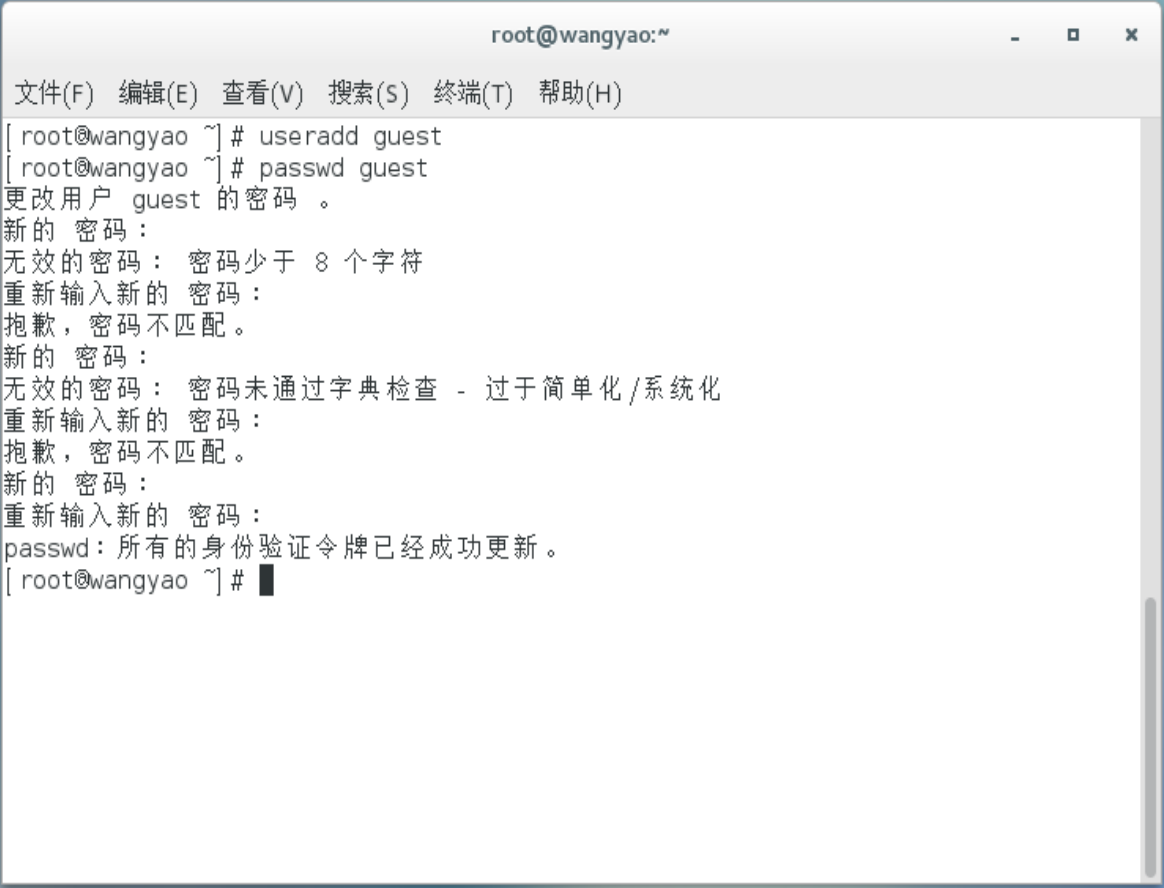 root@wangyao:~
文件(F) 编辑(E) 查看(V) 搜索(S) 终端(T) 帮助(H)
[root@wangyao ~]# useradd guest
[root@wangyao ~]# passwd guest
更改用户 guest 的密码 。
新的 密码：
无效的密码： 密码少于 8 个字符
重新输入新的 密码：
抱歉，密码不匹配。
新的 密码：
无效的密码： 密码未通过字典检查 - 过于简单化/系统化
重新输入新的 密码：
抱歉，密码不匹配。
新的 密码：
重新输入新的 密码：
passwd：所有的身份验证令牌已经成功更新。
[root@wangyao ~]#